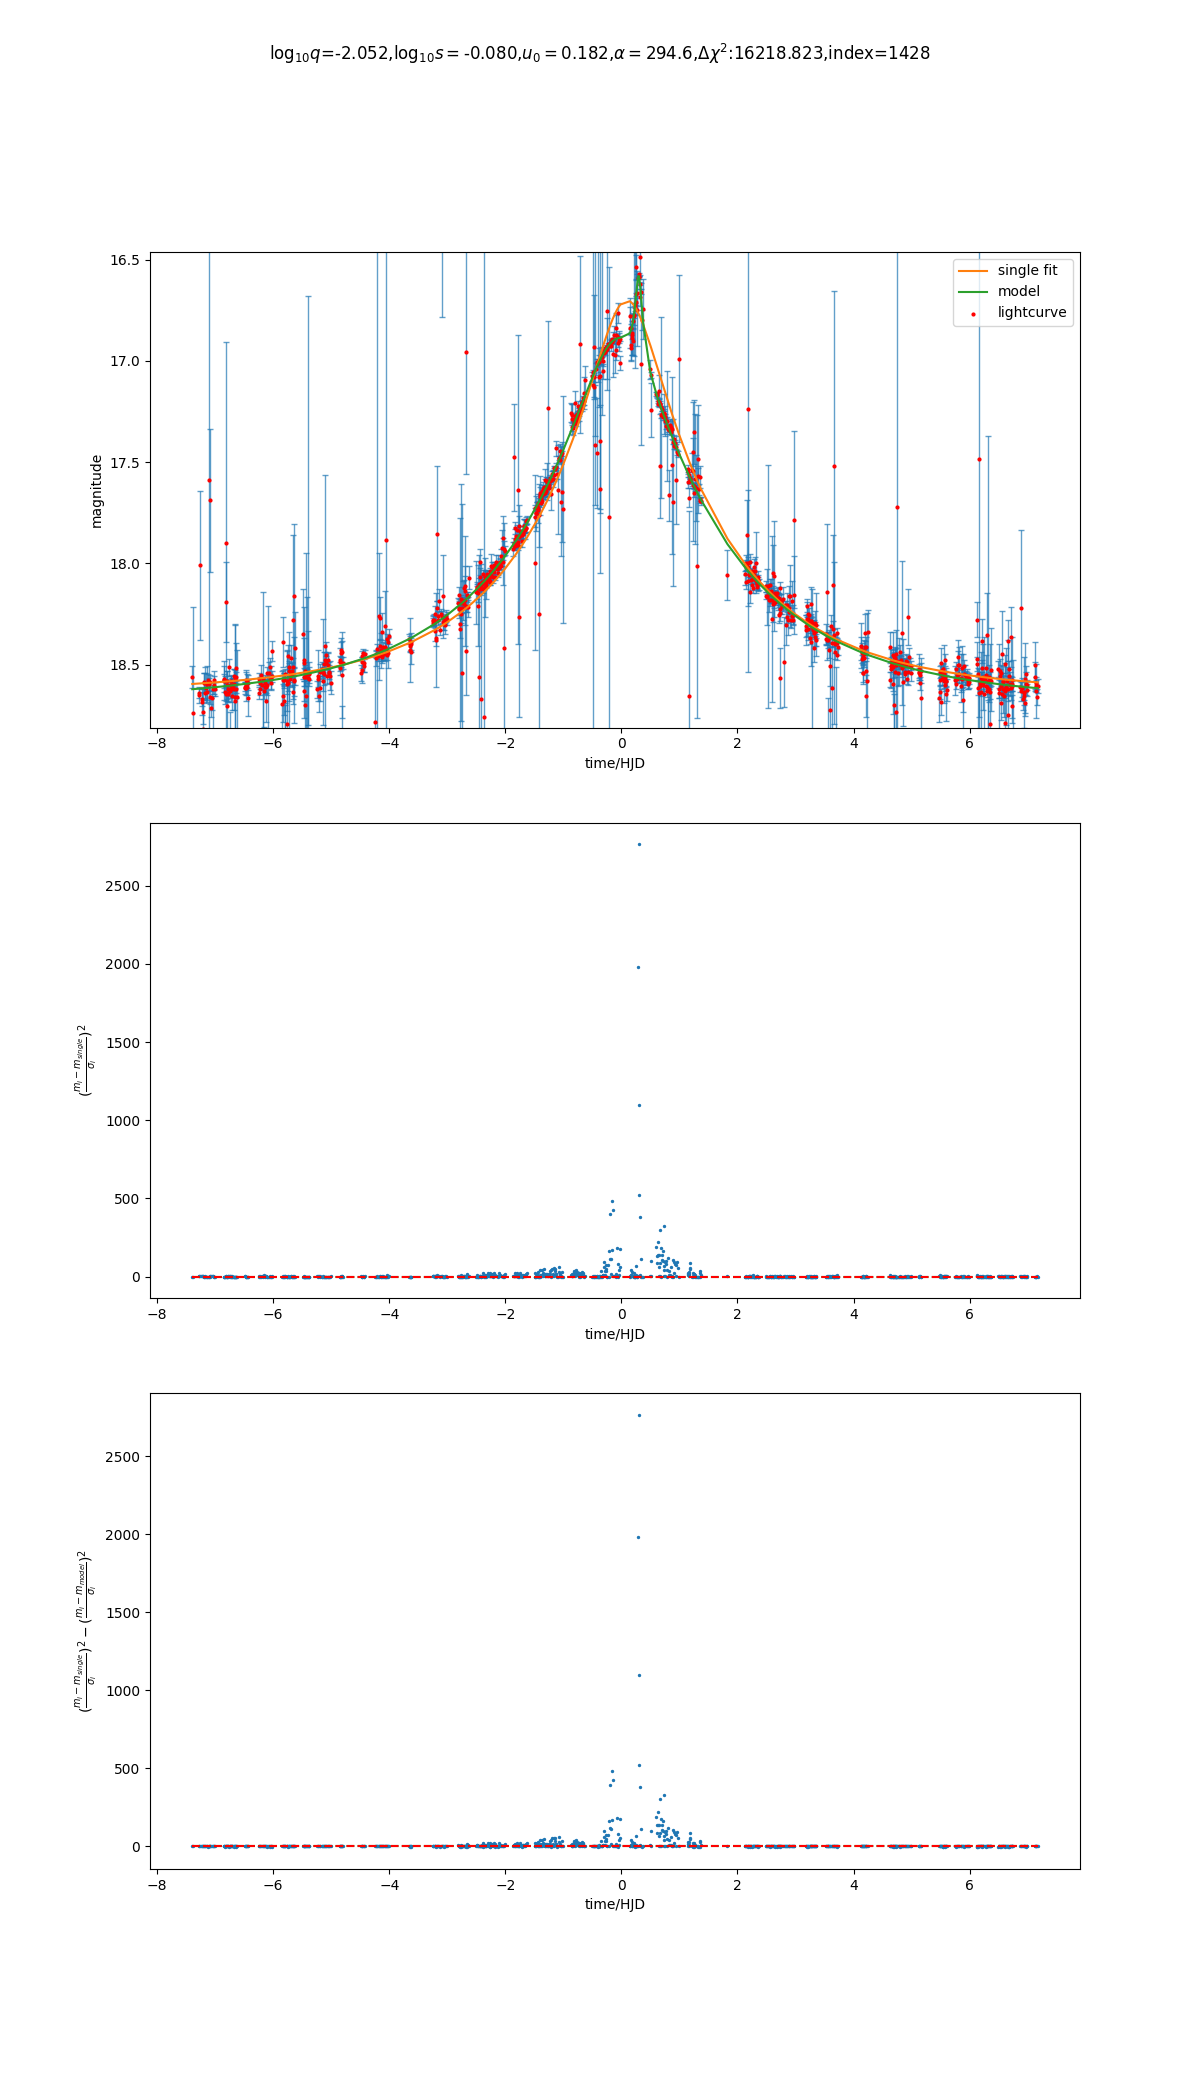 log₁₀q=-2.052,log₁₀s = -0.080,u₀ = 0.182,α = 294.6,Δχ²:16218.823,index=1428
16.5
17.0
17.5
18.0
18.5
magnitude
single fit
model
lightcurve
−8 −6 −4 −2 0 2 4 6
time/HJD
2500
2000
1500
1000
500
0
((mᵢ − m_single)/σᵢ)²
−8 −6 −4 −2 0 2 4 6
time/HJD
2500
2000
1500
1000
500
0
((mᵢ − m_single)/σᵢ)² − ((mᵢ − m_model)/σᵢ)²
−8 −6 −4 −2 0 2 4 6
time/HJD